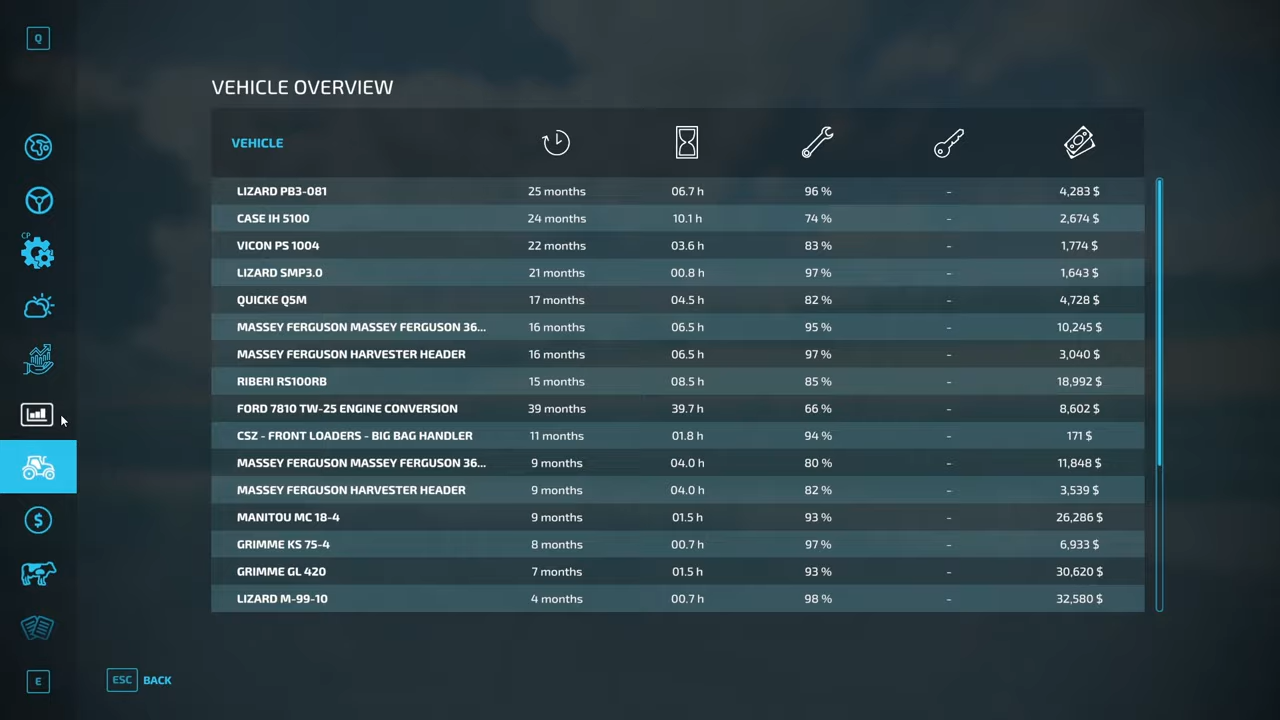 Q
VEHICLE OVERVIEW
VEHICLE
LIZARD PB3-081 25 months 06.7 h 96 % - 4,283 $
CASE IH 5100 24 months 10.1 h 74 % - 2,674 $
VICON PS 1004 22 months 03.6 h 83 % - 1,774 $
CP
LIZARD SMP3.0 21 months 00.8 h 97 % - 1,643 $
QUICKE Q5M 17 months 04.5 h 82 % - 4,728 $
MASSEY FERGUSON MASSEY FERGUSON 36... 16 months 06.5 h 95 % - 10,245 $
MASSEY FERGUSON HARVESTER HEADER 16 months 06.5 h 97 % - 3,040 $
RIBERI RS100RB 15 months 08.5 h 85 % - 18,992 $
FORD 7810 TW-25 ENGINE CONVERSION 39 months 39.7 h 66 % - 8,602 $
CSZ - FRONT LOADERS - BIG BAG HANDLER 11 months 01.8 h 94 % - 171 $
MASSEY FERGUSON MASSEY FERGUSON 36... 9 months 04.0 h 80 % - 11,848 $
MASSEY FERGUSON HARVESTER HEADER 9 months 04.0 h 82 % - 3,539 $
MANITOU MC 18-4 9 months 01.5 h 93 % - 26,286 $
GRIMME KS 75-4 8 months 00.7 h 97 % - 6,933 $
GRIMME GL 420 7 months 01.5 h 93 % - 30,620 $
LIZARD M-99-10 4 months 00.7 h 98 % - 32,580 $
E
ESC BACK